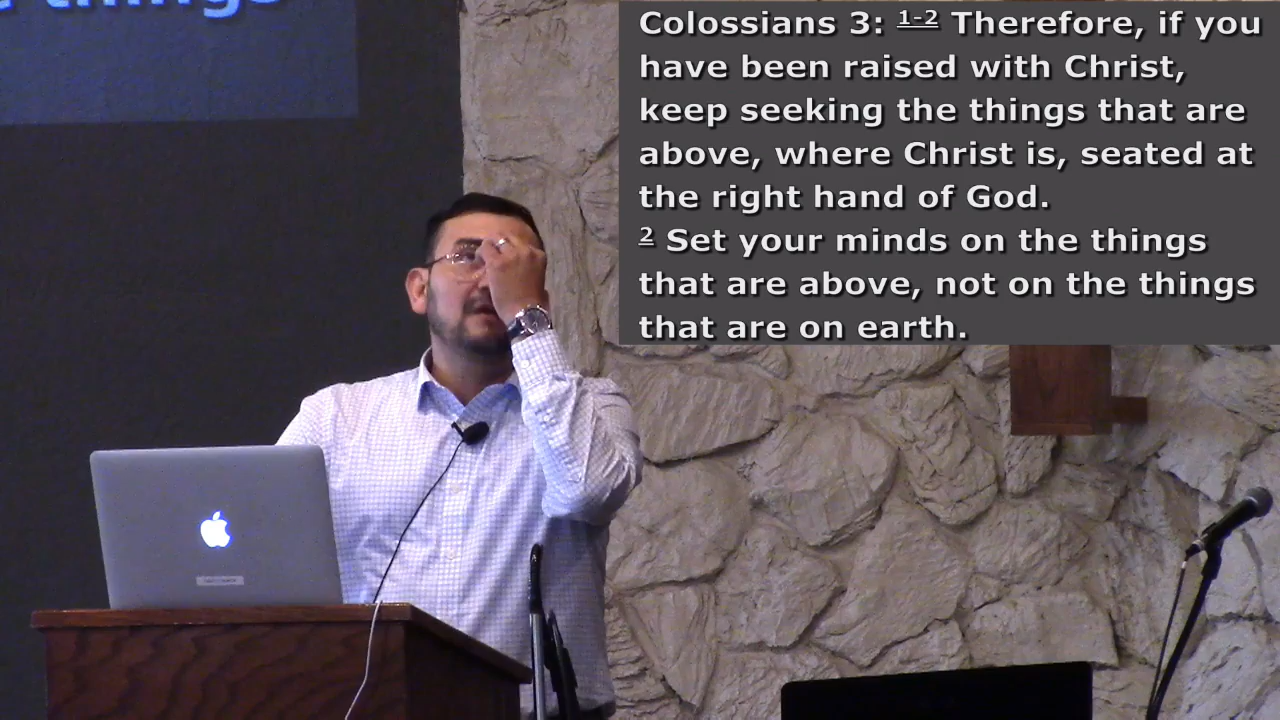 e things
Colossians 3: 1-2 Therefore, if you
have been raised with Christ,
keep seeking the things that are
above, where Christ is, seated at
the right hand of God.
2 Set your minds on the things
that are above, not on the things
that are on earth.